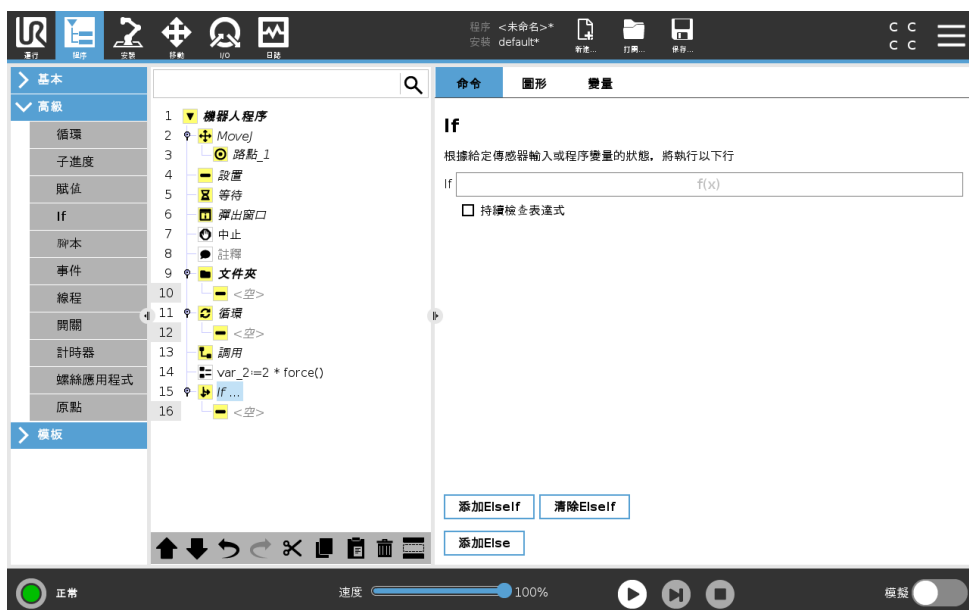 UR
運行
程序
安裝
移動
I/O
日誌
程序 <未命名>*
安裝 default*
新建...
打開...
保存...
C C
C C
基本
高級
循環
子進度
賦值
If
腳本
事件
線程
開關
計時器
螺絲應用程式
原點
模板
1 機器人程序
2 MoveJ
3 路點_1
4 設置
5 等待
6 彈出窗口
7 中止
8 註釋
9 文件夾
10 <空>
11 循環
12 <空>
13 調用
14 var_2:=2 * force()
15 If ...
16 <空>
命令 圖形 變量
If
根據給定傳感器輸入或程序變量的狀態，將執行以下行
If f(x)
持續檢查表達式
添加ElseIf 清除ElseIf
添加Else
正常
速度 100%
模擬